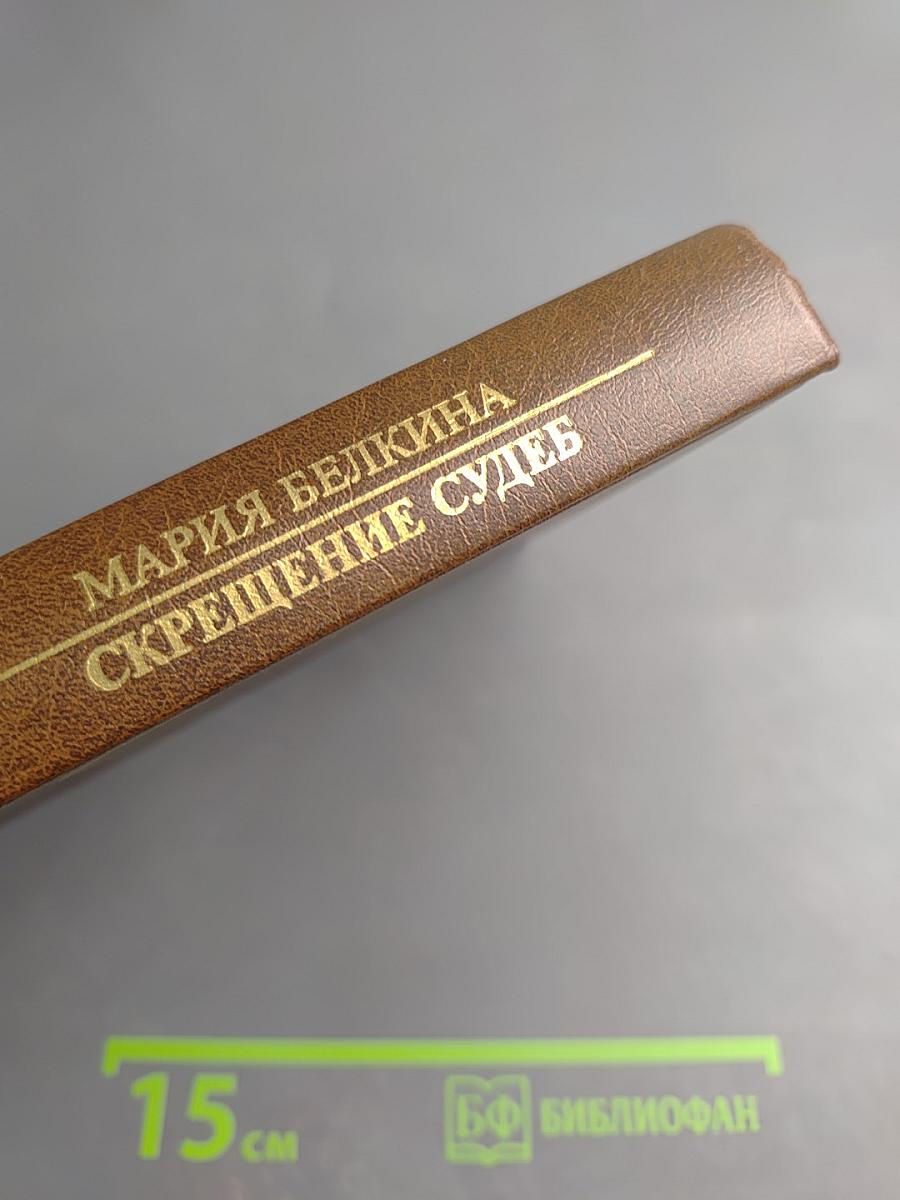 МАРИЯ БЕЛКИНА
СКРЕЩЕНИЕ СУДЕБ
15 см
БФ БИБЛИОФАН